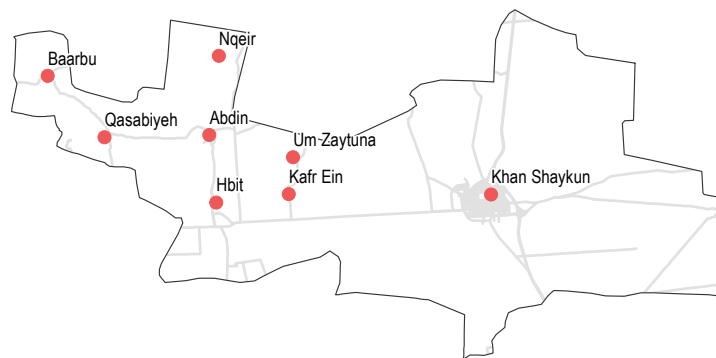 Nqeir
Baarbu
Qasabiyeh
Abdin
Um Zaytuna
Kafr Ein
Khan Shaykun
Hbit